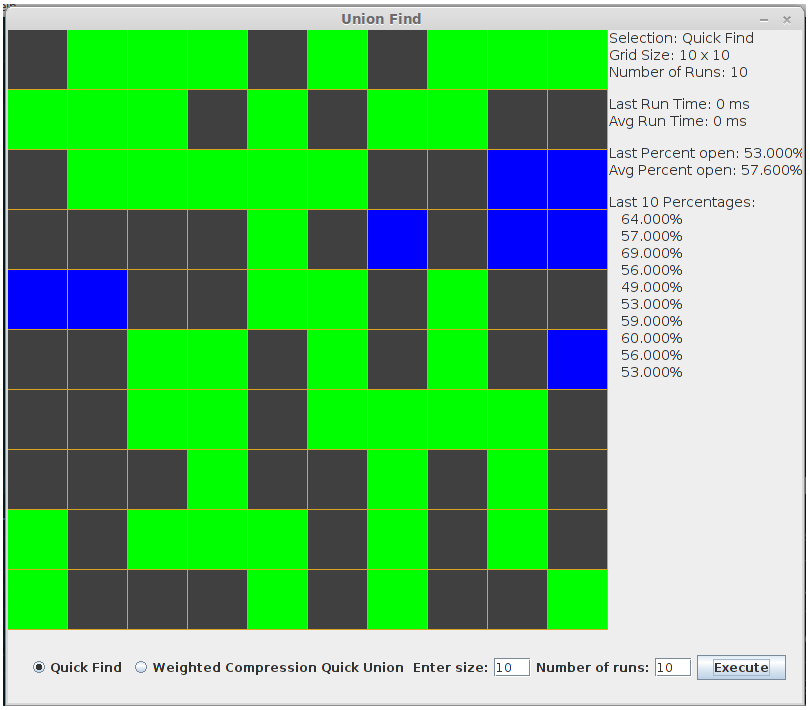 Union Find
Selection: Quick Find
Grid Size: 10 x 10
Number of Runs: 10
Last Run Time: 0 ms
Avg Run Time: 0 ms
Last Percent open: 53.000%
Avg Percent open: 57.600%
Last 10 Percentages:
64.000%
57.000%
69.000%
56.000%
49.000%
53.000%
59.000%
60.000%
56.000%
53.000%
Quick Find Weighted Compression Quick Union Enter size: 10 Number of runs: 10 Execute